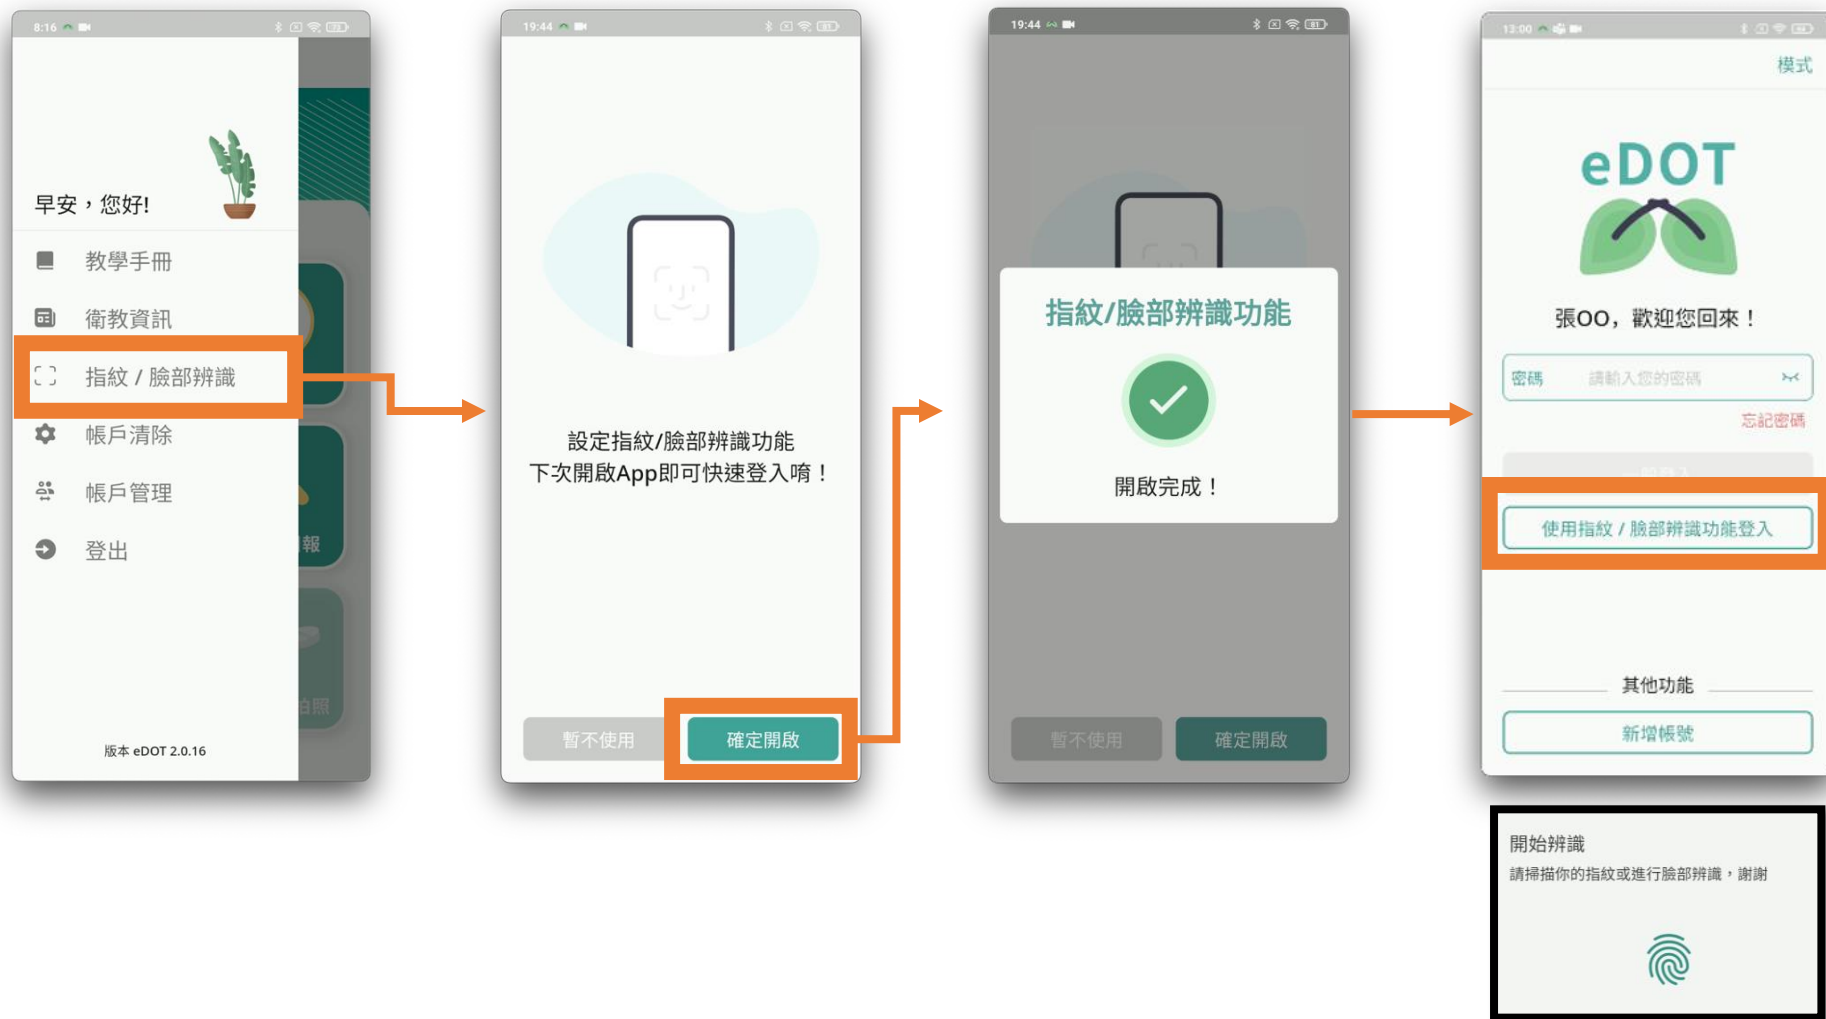 8:16
早安，您好!
教學手冊
衛教資訊
指紋 / 臉部辨識
帳戶清除
帳戶管理
登出
報
拍照
版本 eDOT 2.0.16
19:44
81
設定指紋/臉部辨識功能
下次開啟App即可快速登入唷！
暫不使用
確定開啟
19:44
81
指紋/臉部辨識功能
開啟完成！
暫不使用
確定開啟
13:00
模式
eDOT
張OO，歡迎您回來！
密碼
請輸入您的密碼
忘記密碼
使用指紋 / 臉部辨識功能登入
其他功能
新增帳號
開始辨識
請掃描你的指紋或進行臉部辨識，謝謝